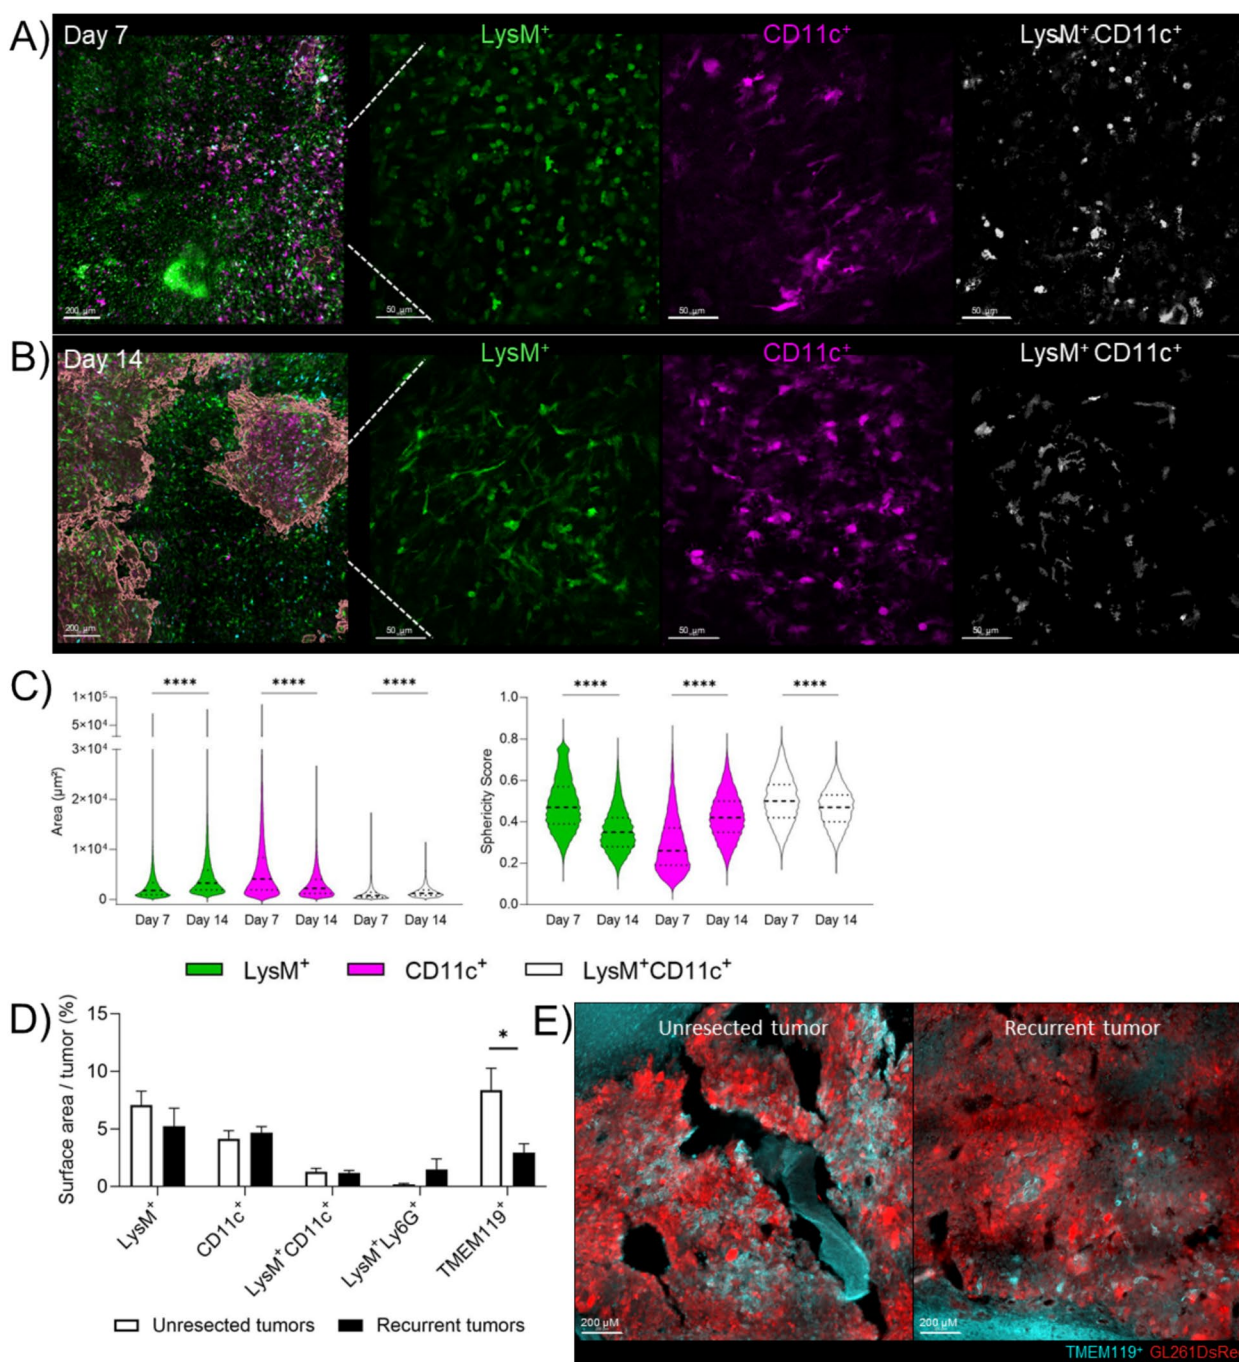 A)
Day 7
LysM⁺
CD11c⁺
LysM⁺ CD11c⁺
200 µm
50 µm
50 µm
50 µm
B)
Day 14
LysM⁺
CD11c⁺
LysM⁺ CD11c⁺
200 µm
50 µm
50 µm
50 µm
C)
**** **** ****
1×10⁵
5×10⁴
3×10⁴
2×10⁴
1×10⁴
0
Area (µm²)
Day 7 Day 14 Day 7 Day 14 Day 7 Day 14
**** **** ****
1.0
0.8
0.6
0.4
0.2
0.0
Sphericity Score
Day 7 Day 14 Day 7 Day 14 Day 7 Day 14
LysM⁺ CD11c⁺ LysM⁺CD11c⁺
D)
Surface area / tumor (%)
15
10
5
0
*
LysM⁺
CD11c⁺
LysM⁺CD11c⁺
LysM⁺Ly6G⁺
TMEM119⁺
Unresected tumors Recurrent tumors
E)
Unresected tumor
Recurrent tumor
200 µM
200 µM
TMEM119⁺ GL261DsRe